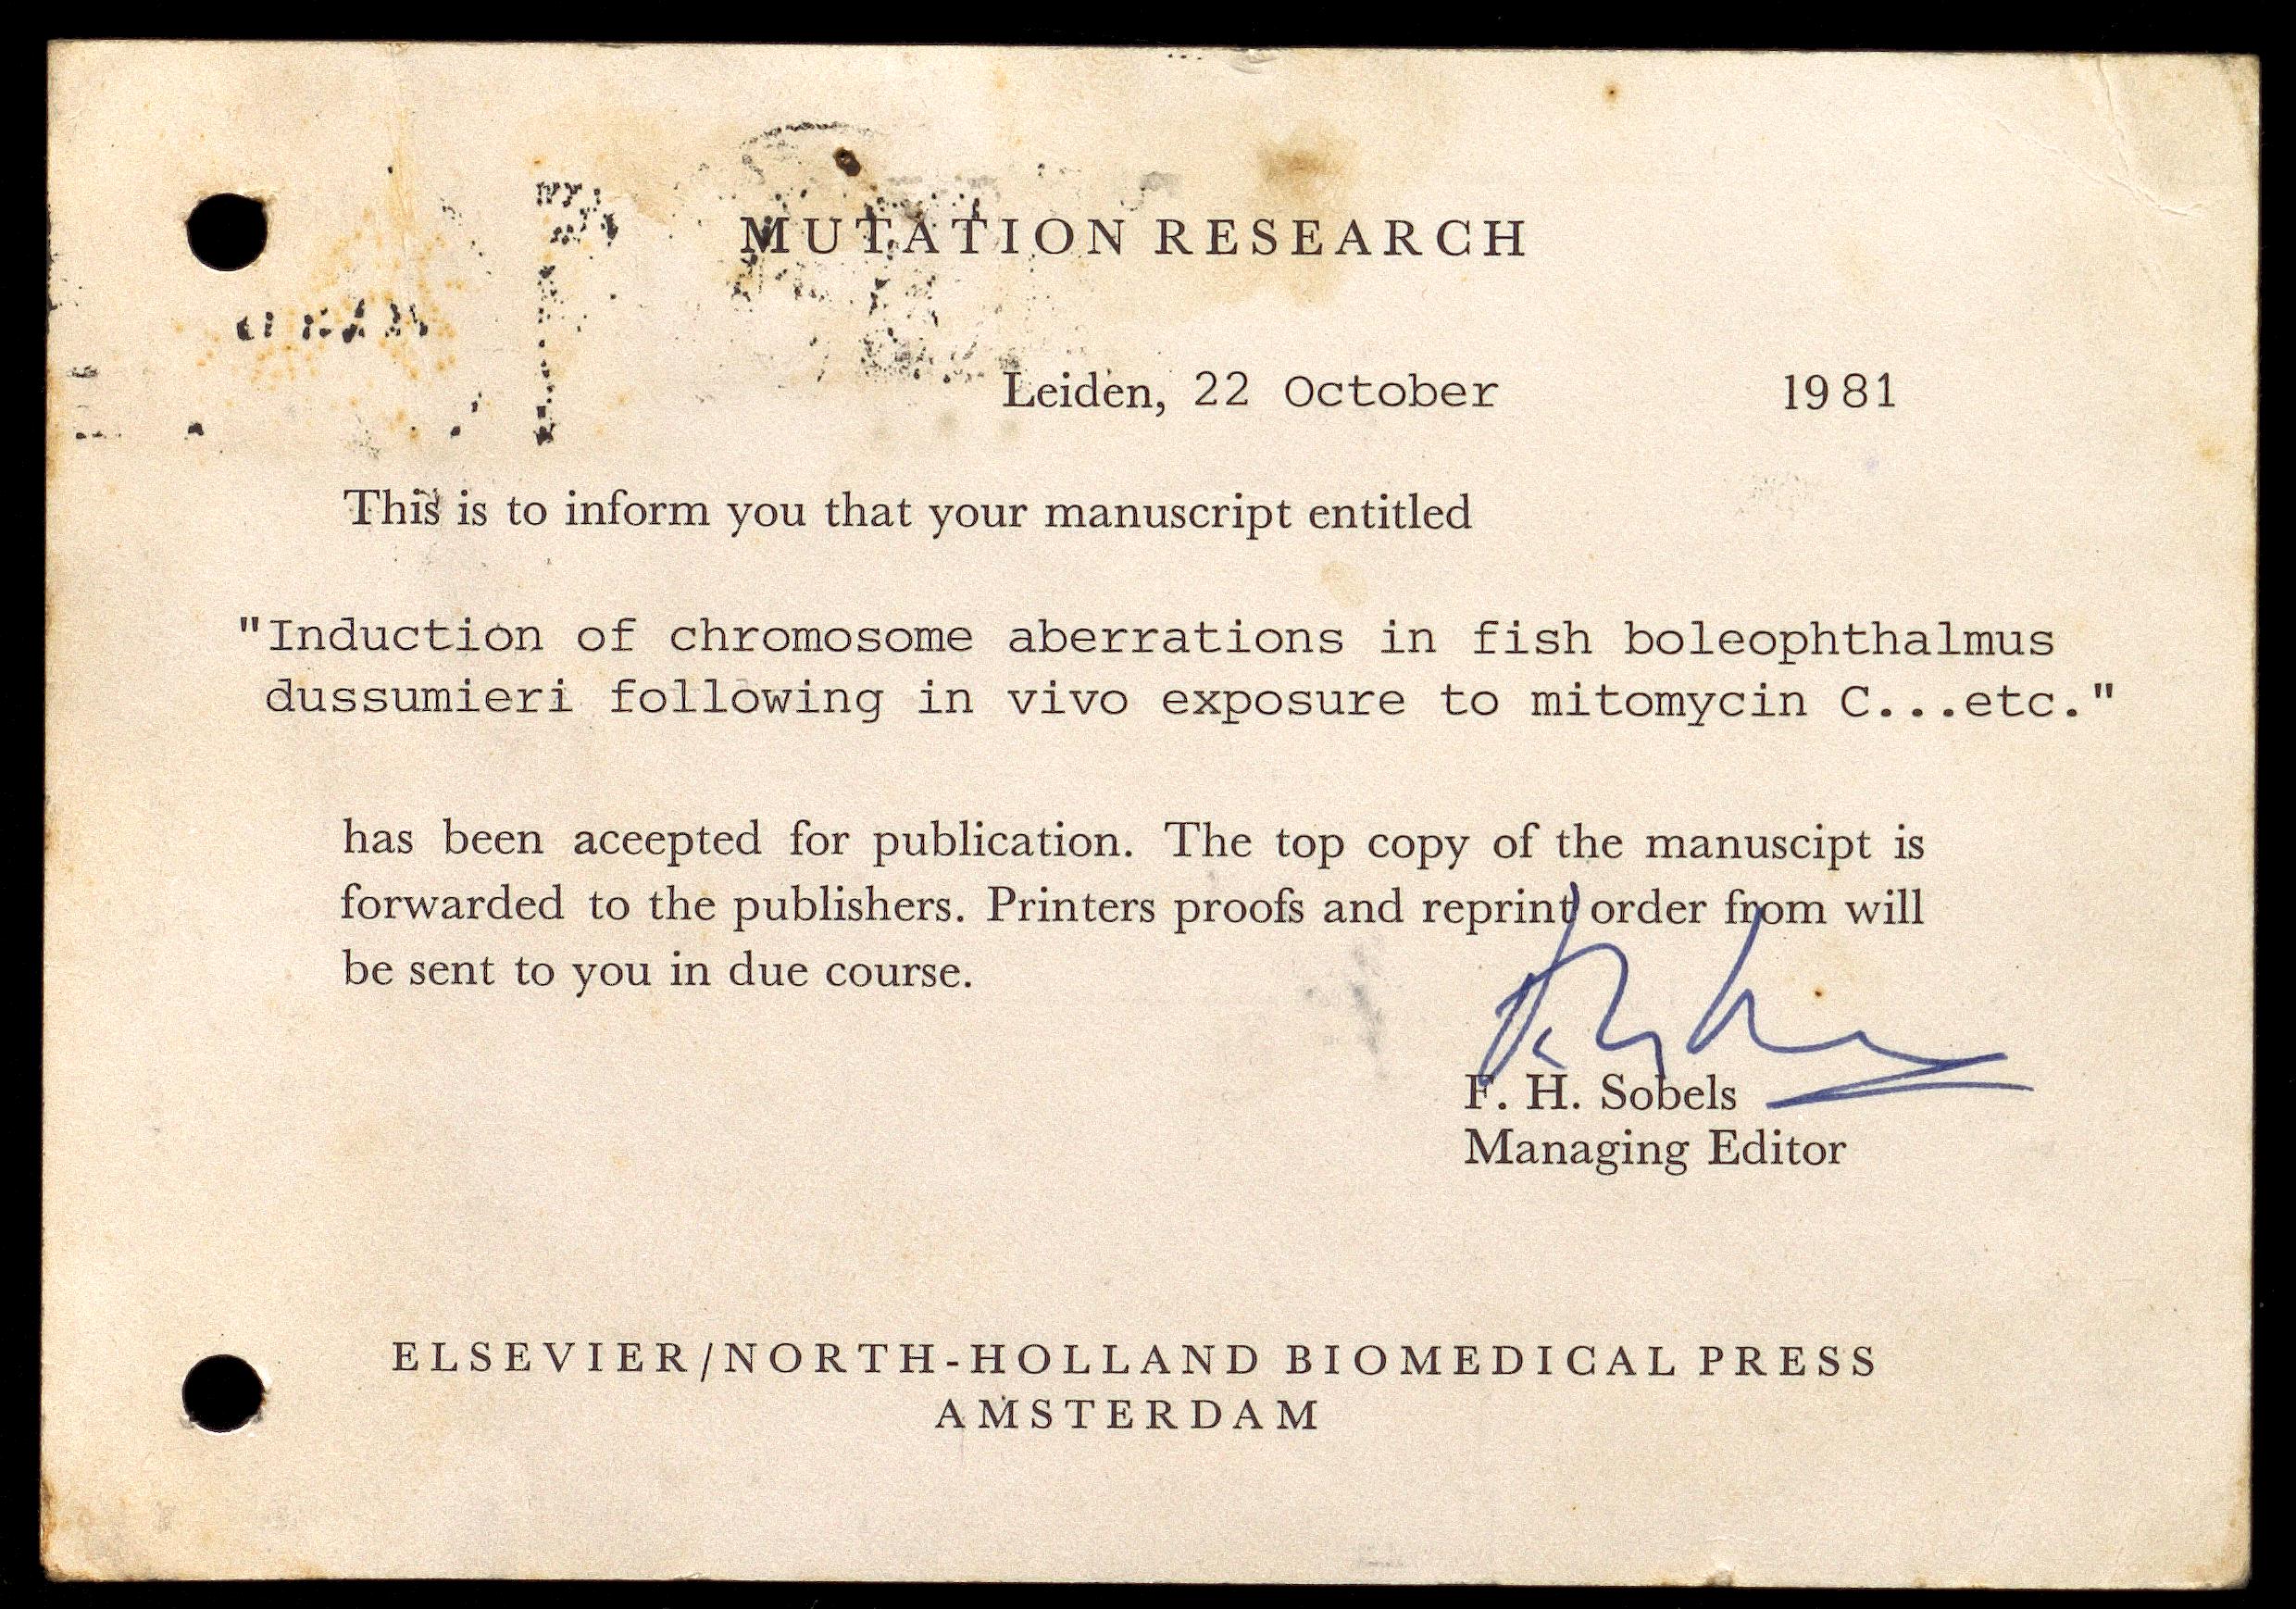 MUTATION RESEARCH
Leiden, 22 October 1981
This is to inform you that your manuscript entitled
"Induction of chromosome aberrations in fish boleophthalmus
dussumieri following in vivo exposure to mitomycin C...etc."
has been aceepted for publication. The top copy of the manuscipt is
forwarded to the publishers. Printers proofs and reprint order from will
be sent to you in due course.
F. H. Sobels
Managing Editor
ELSEVIER/NORTH-HOLLAND BIOMEDICAL PRESS
AMSTERDAM